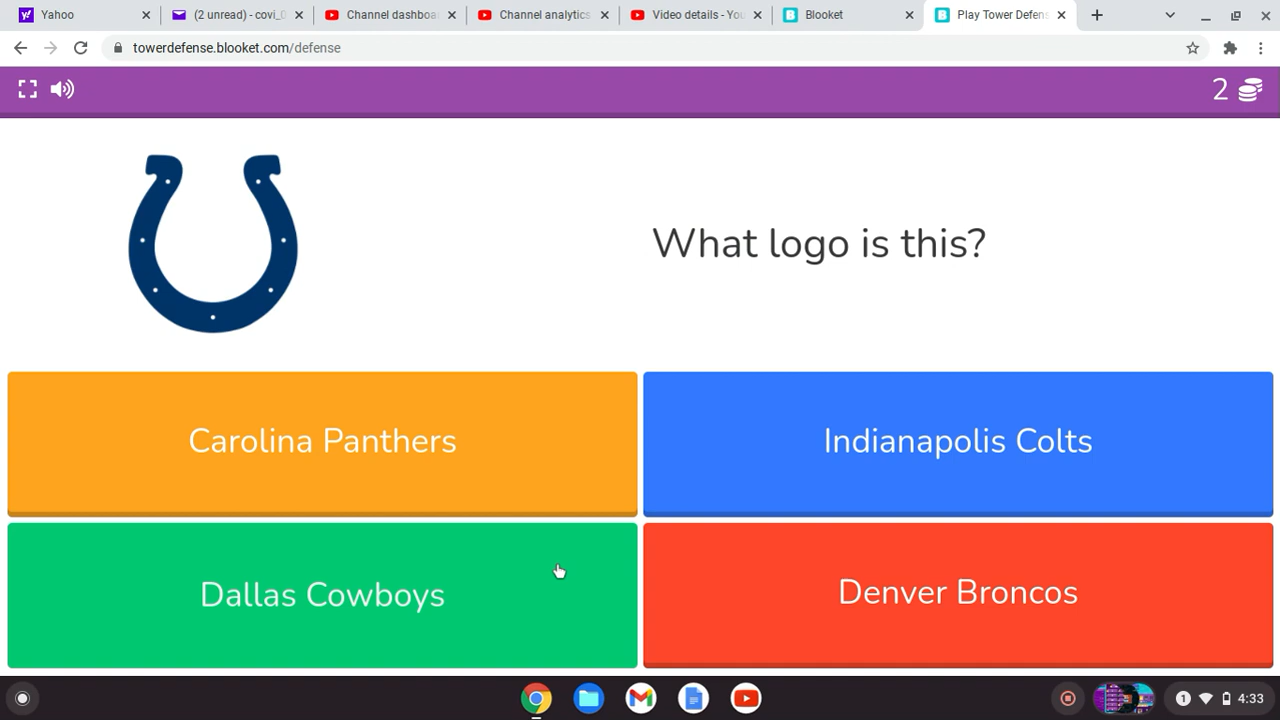 Yahoo
(2 unread) - covi_0
Channel dashboa
Channel analytics
Video details - You
Blooket
Play Tower Defens
towerdefense.blooket.com/defense
2
What logo is this?
Carolina Panthers
Indianapolis Colts
Dallas Cowboys
Denver Broncos
1
4:33